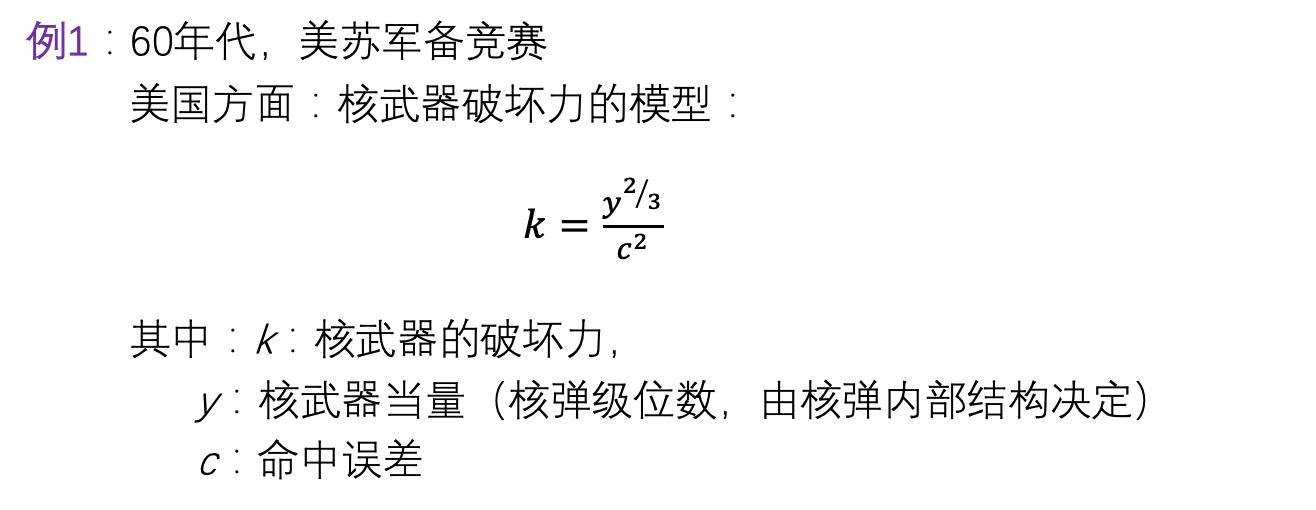 例1：60年代，美苏军备竞赛
美国方面：核武器破坏力的模型：
k = y^{2/3} / c^2
其中：k：核武器的破坏力，
y：核武器当量（核弹级位数，由核弹内部结构决定）
c：命中误差